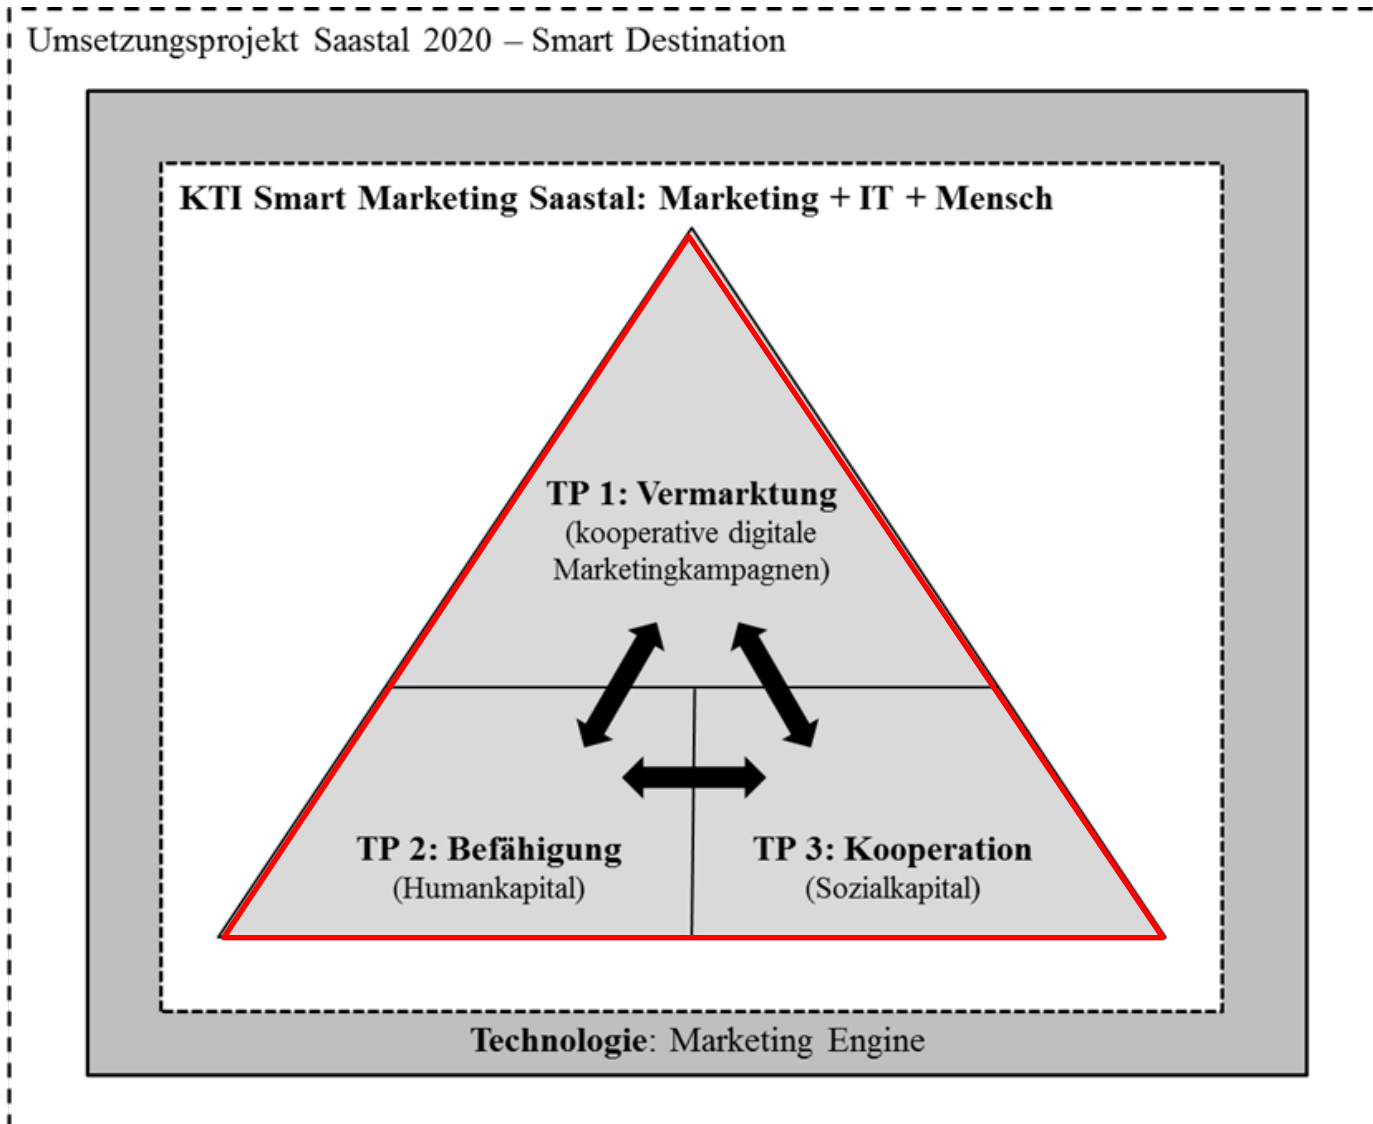 Umsetzungsprojekt Saastal 2020 – Smart Destination
KTI Smart Marketing Saastal: Marketing + IT + Mensch
TP 1: Vermarktung
(kooperative digitale
Marketingkampagnen)
TP 2: Befähigung
(Humankapital)
TP 3: Kooperation
(Sozialkapital)
Technologie: Marketing Engine